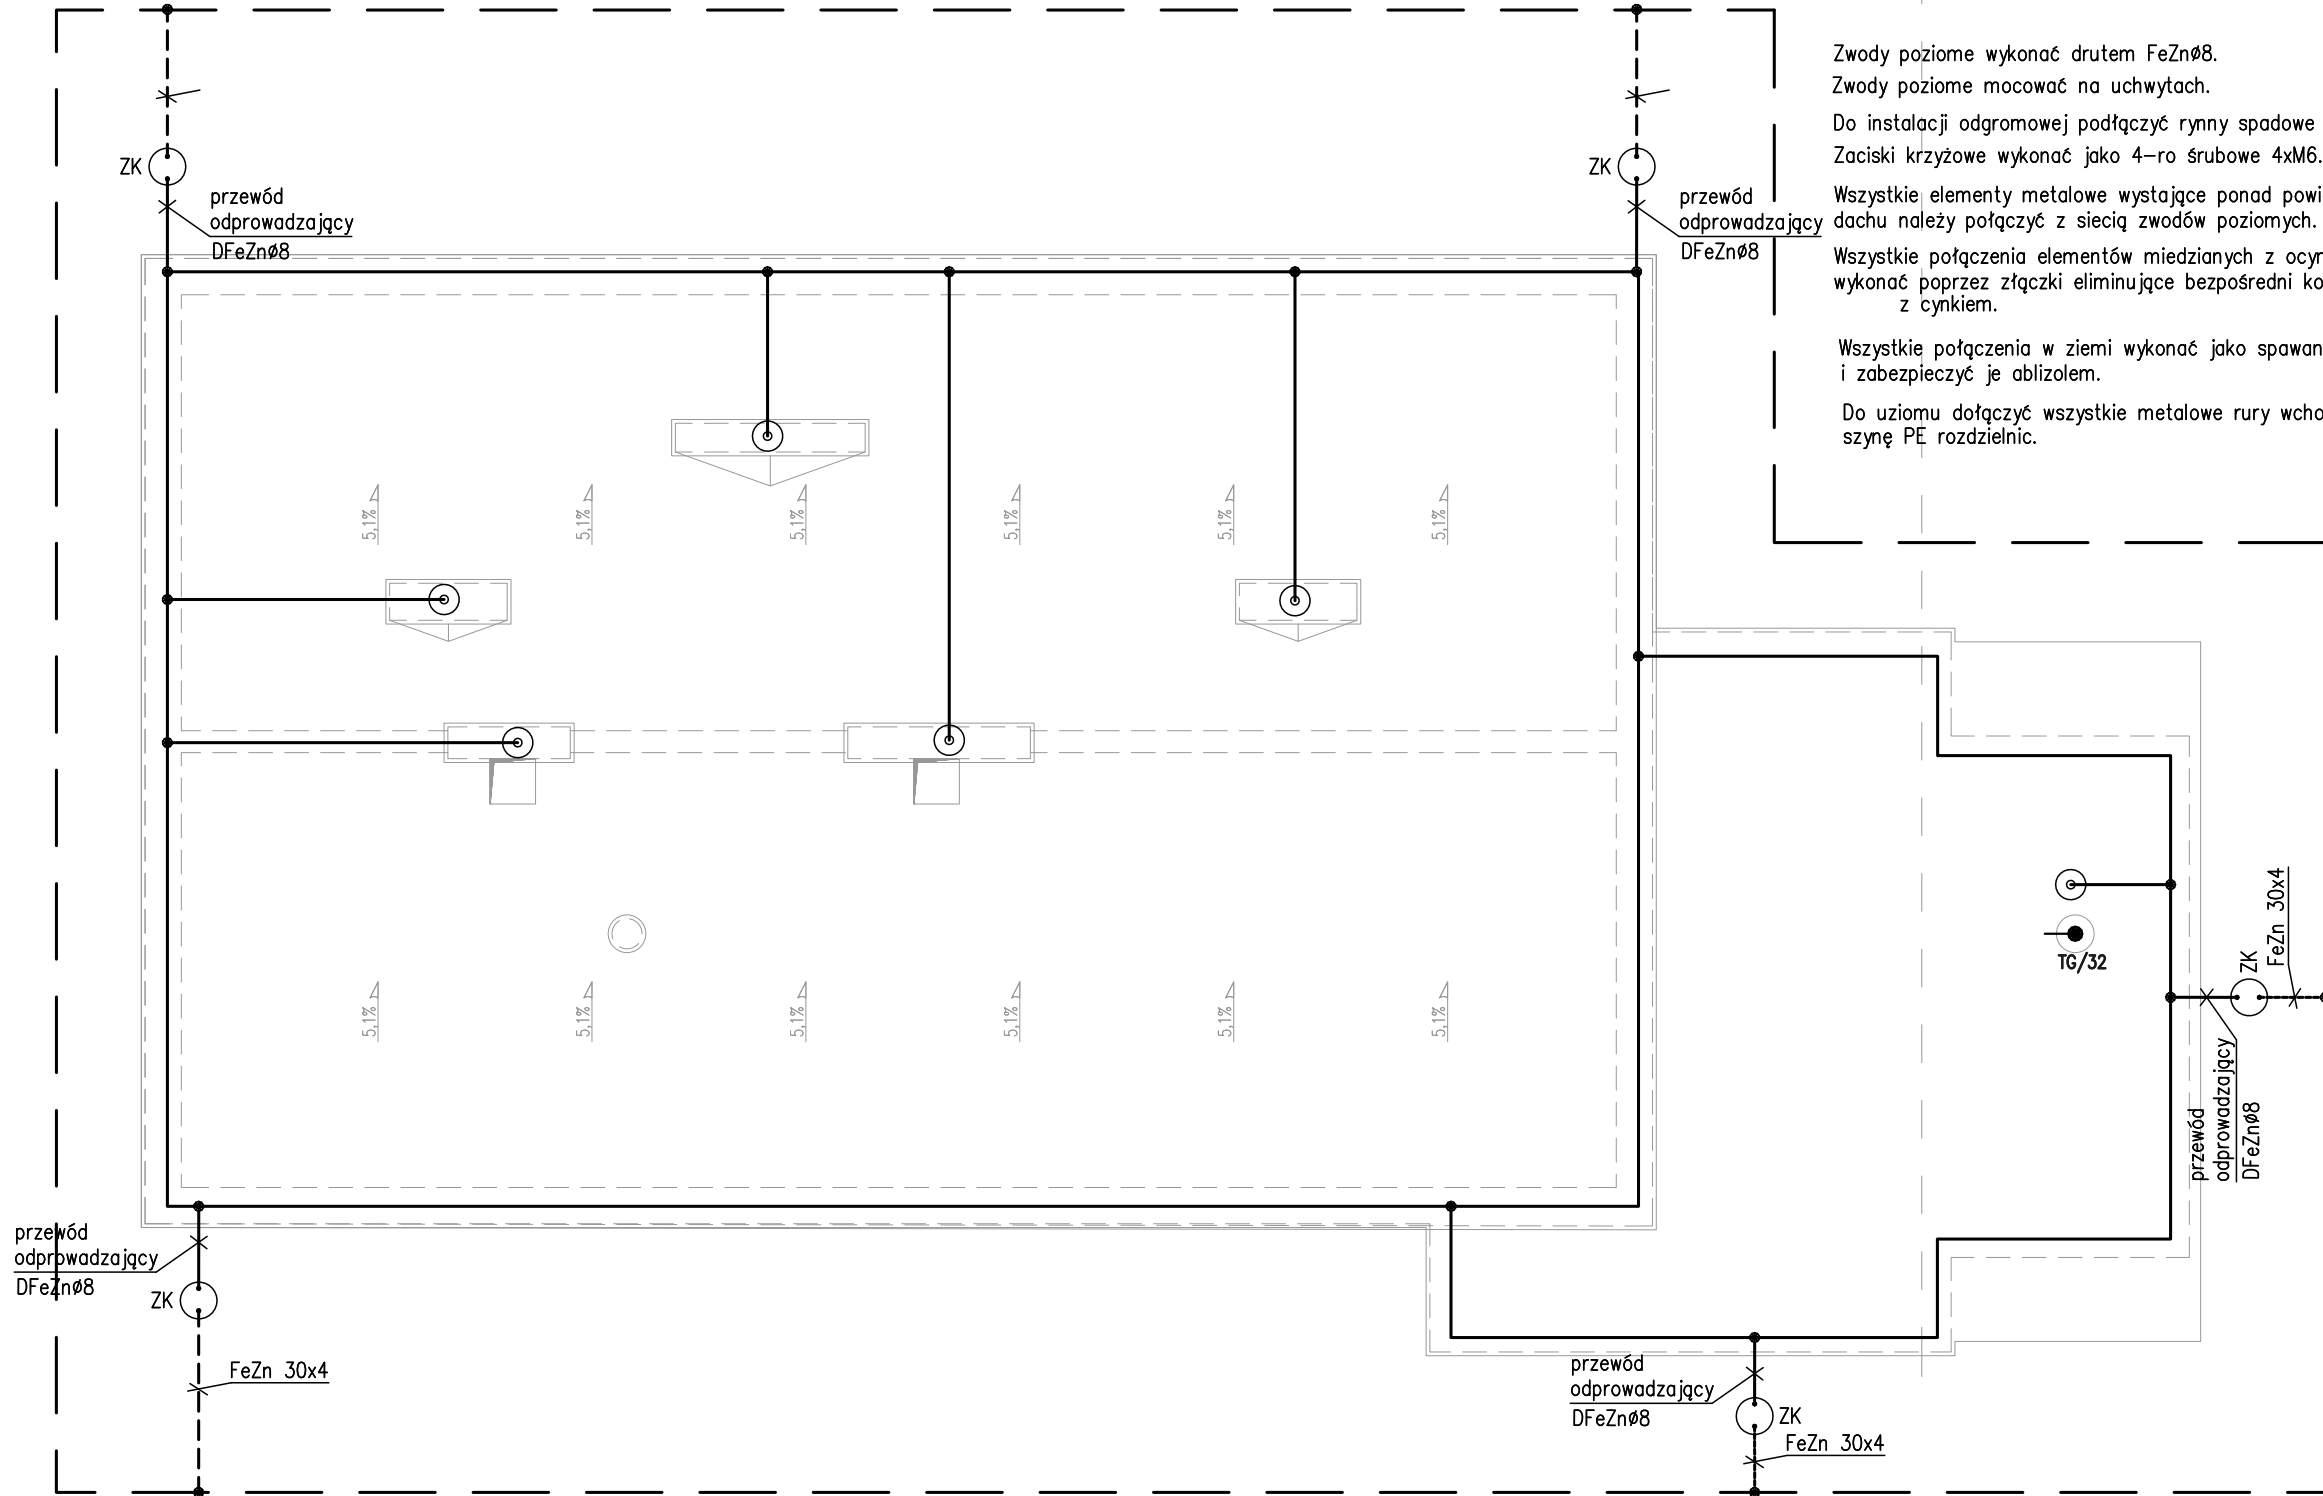 Zwody poziome wykonać drutem FeZnø8.
Zwody poziome mocować na uchwytach.
Do instalacji odgromowej podłączyć rynny spadowe
Zaciski krzyżowe wykonać jako 4-ro śrubowe 4xM6.
Wszystkie elementy metalowe wystające ponad powi
dachu należy połączyć z siecią zwodów poziomych.
Wszystkie połączenia elementów miedzianych z ocyn
wykonać poprzez złączki eliminujące bezpośredni ko
z cynkiem.
Wszystkie połączenia w ziemi wykonać jako spawan
i zabezpieczyć je ablizolem.
Do uziomu dołączyć wszystkie metalowe rury wcho
szynę PE rozdzielnic.
ZK
przewód
odprowadzający
DFeZnø8
ZK
przewód
odprowadzający
DFeZnø8
5,1%
5,1%
5,1%
5,1%
5,1%
5,1%
TG/32
FeZn 30x4
ZK
przewód
odprowadzający
DFeZnø8
5,1%
5,1%
5,1%
5,1%
5,1%
5,1%
przewód
odprowadzający
DFeZnø8
ZK
FeZn 30x4
przewód
odprowadzający
DFeZnø8
ZK
FeZn 30x4